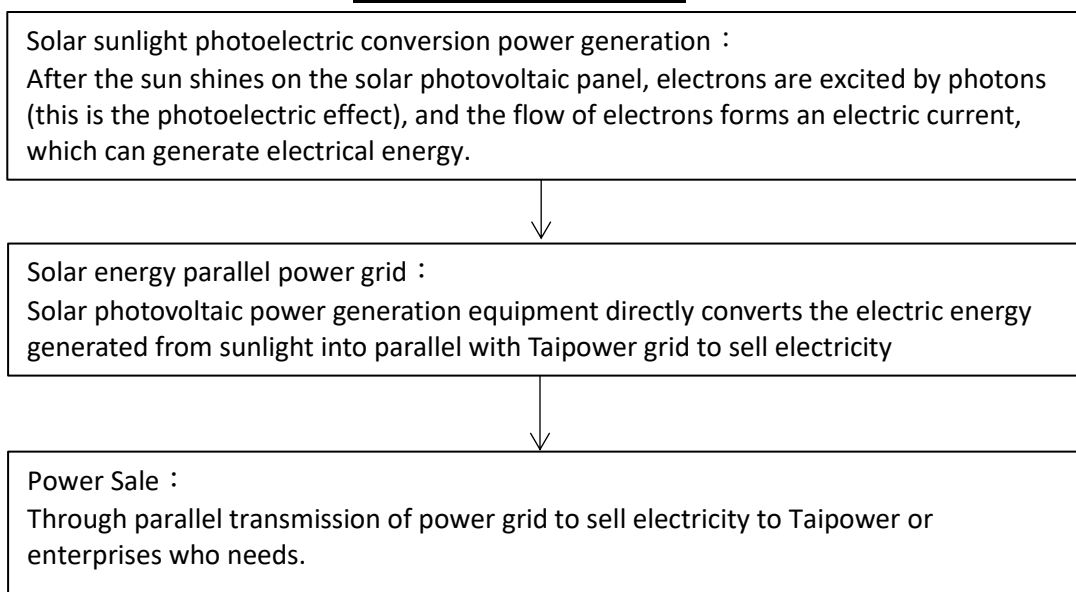 Solar sunlight photoelectric conversion power generation：
After the sun shines on the solar photovoltaic panel, electrons are excited by photons
(this is the photoelectric effect), and the flow of electrons forms an electric current,
which can generate electrical energy.
Solar energy parallel power grid：
Solar photovoltaic power generation equipment directly converts the electric energy
generated from sunlight into parallel with Taipower grid to sell electricity
Power Sale：
Through parallel transmission of power grid to sell electricity to Taipower or
enterprises who needs.